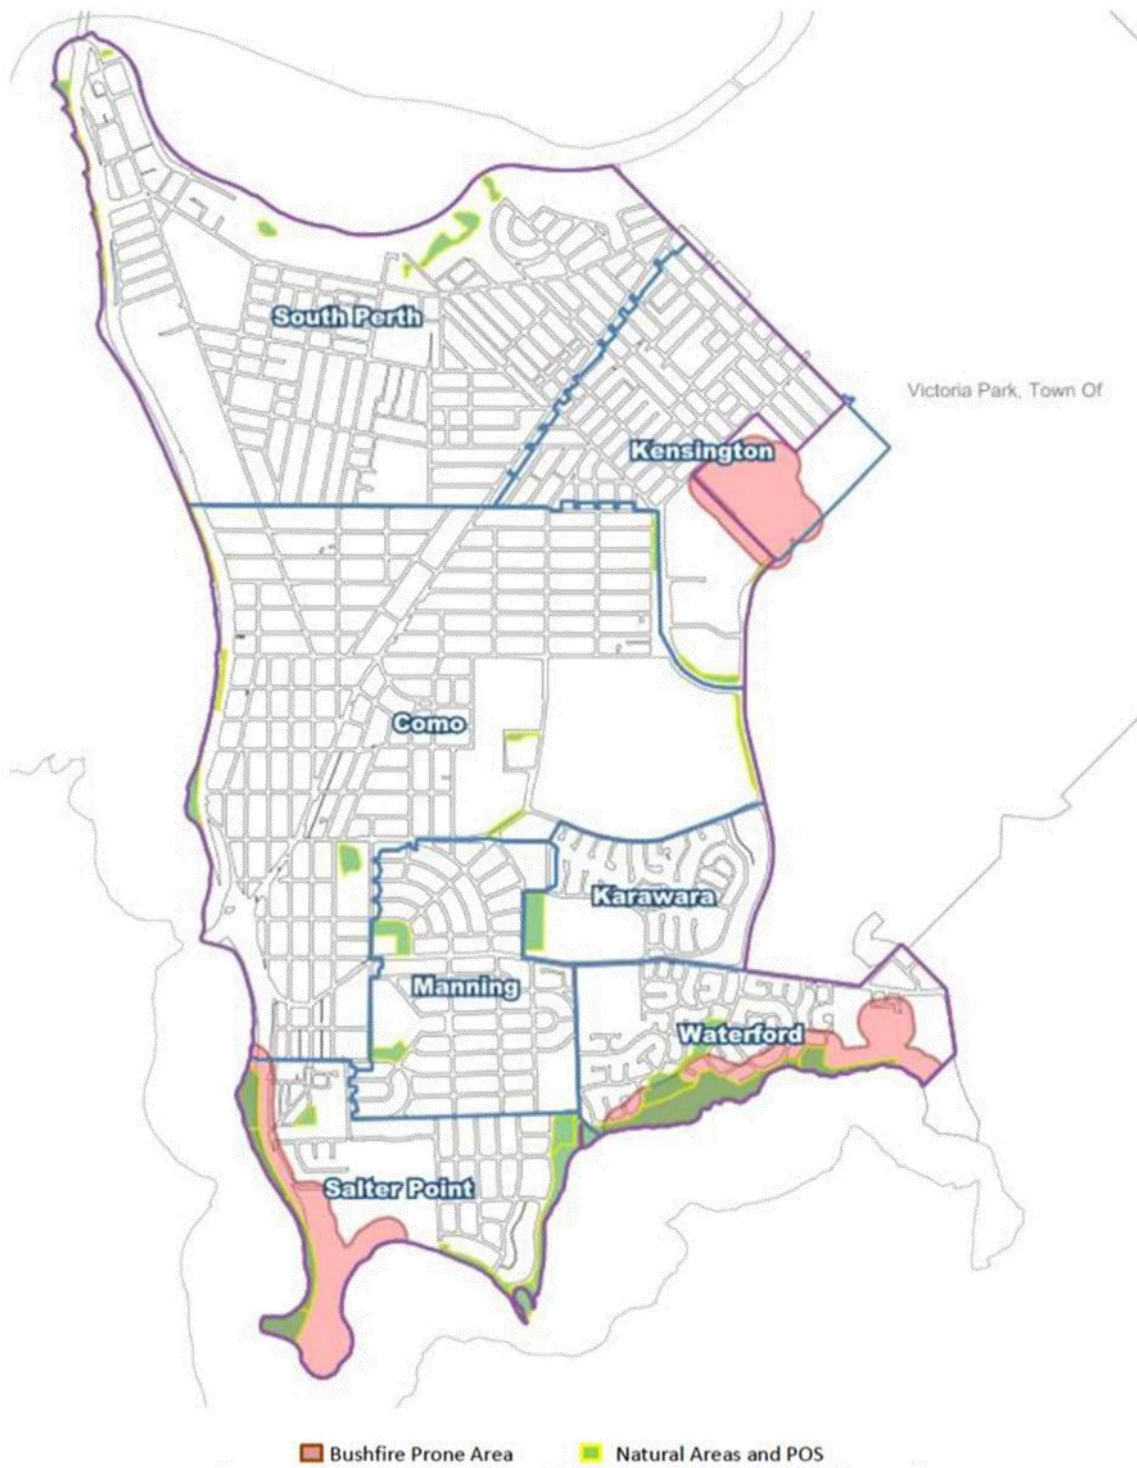 South Perth
Victoria Park, Town Of
Kensington
Como
Karawara
Manning
Waterford
Salter Point
Bushfire Prone Area
Natural Areas and POS